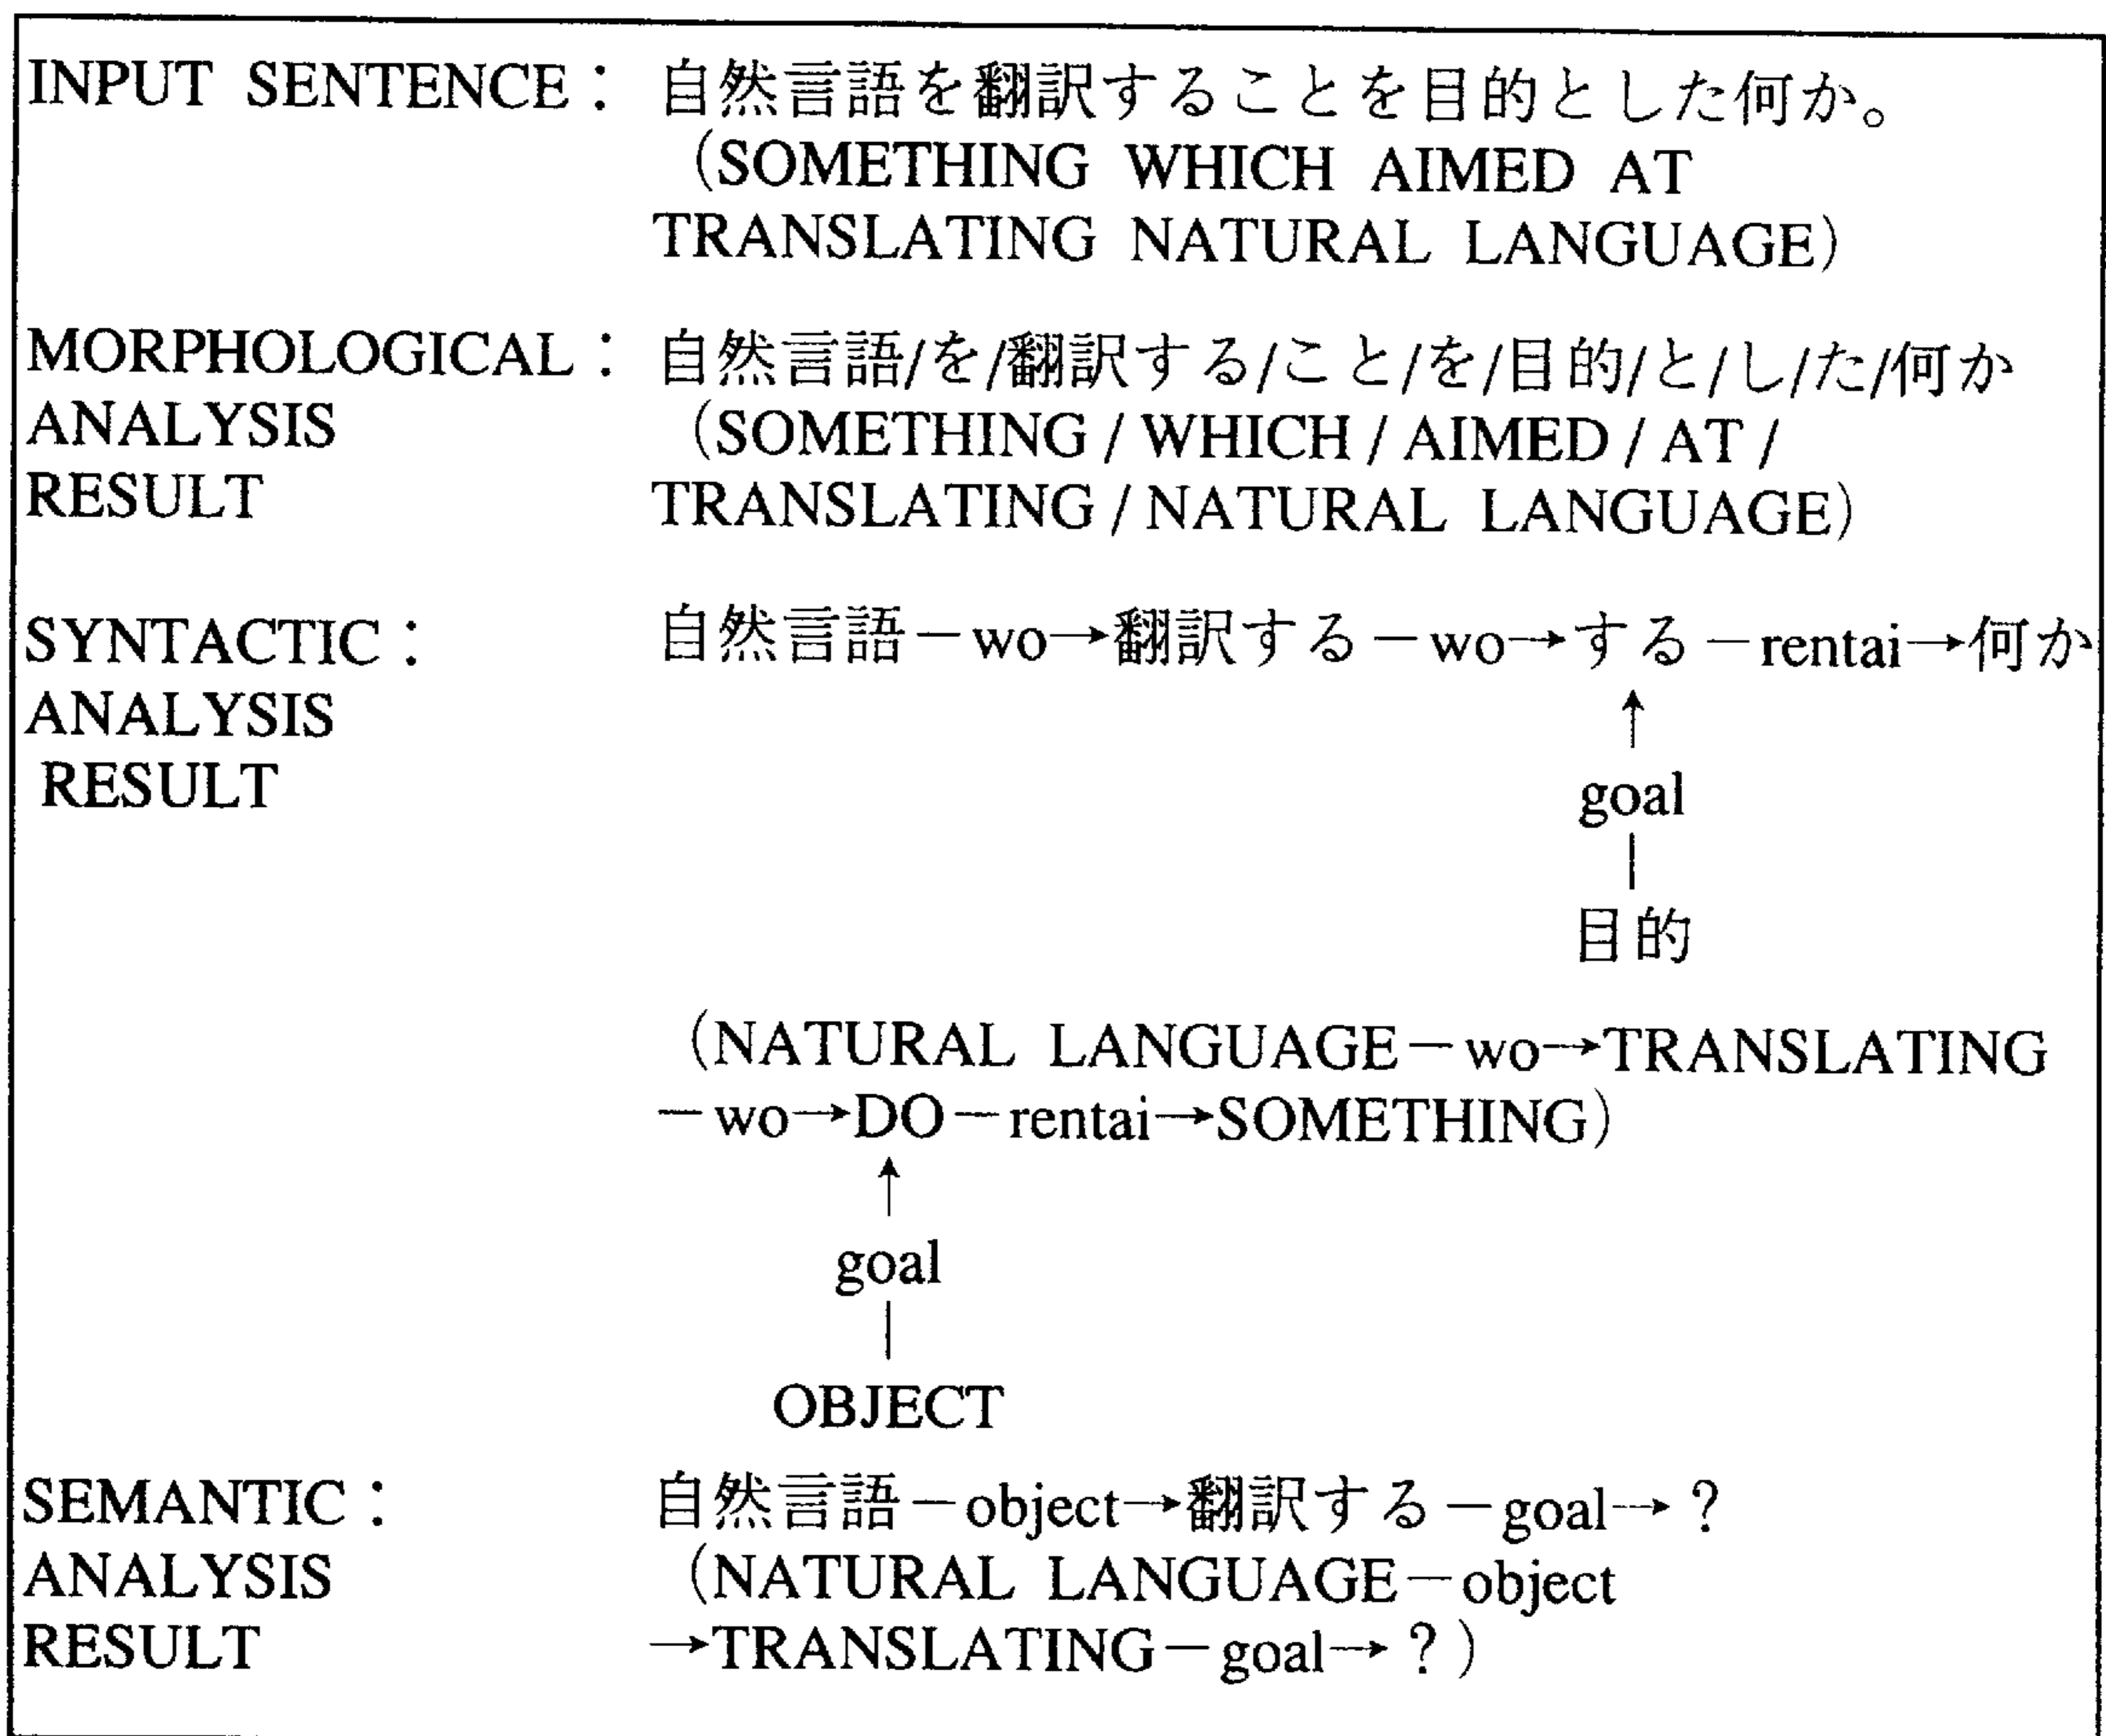 INPUT SENTENCE： 自然言語を翻訳することを目的とした何か。
（SOMETHING WHICH AIMED AT
TRANSLATING NATURAL LANGUAGE）
MORPHOLOGICAL： 自然言語/を/翻訳する/こと/を/目的/と/し/た/何か
ANALYSIS （SOMETHING / WHICH / AIMED / AT /
RESULT TRANSLATING / NATURAL LANGUAGE）
SYNTACTIC： 自然言語－wo→翻訳する－wo→する－rentai→何か
ANALYSIS ↑
RESULT goal
|
目的
（NATURAL LANGUAGE－wo→TRANSLATING
－wo→DO－rentai→SOMETHING）
↑
goal
|
OBJECT
SEMANTIC： 自然言語－object→翻訳する－goal→？
ANALYSIS （NATURAL LANGUAGE－object
RESULT →TRANSLATING－goal→？）